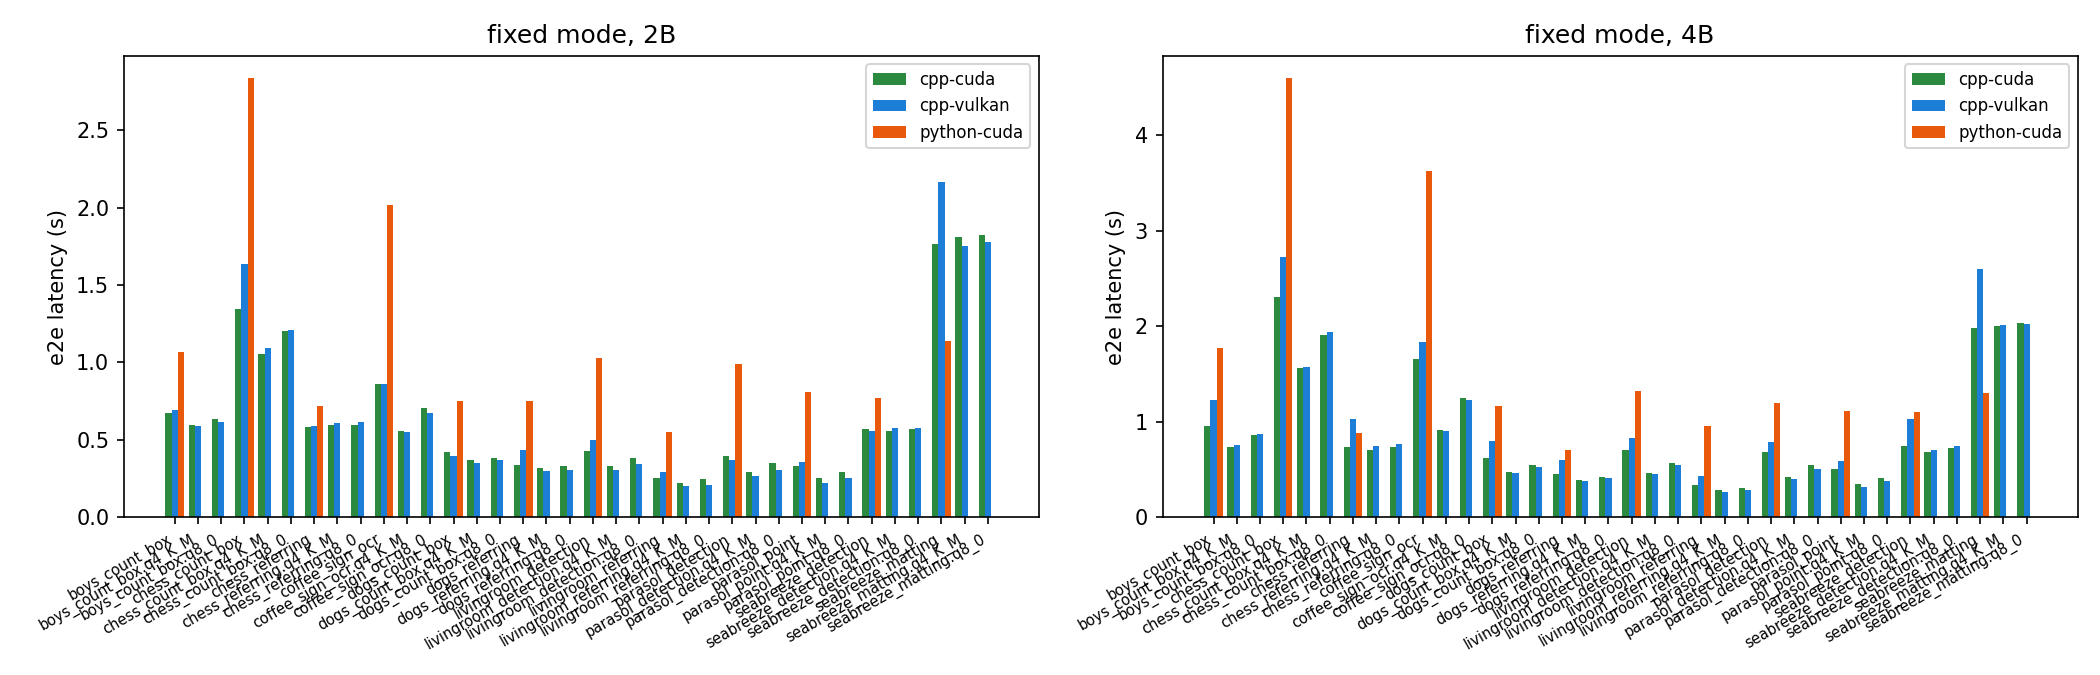 fixed mode, 2B
e2e latency (s)
2.5
2.0
1.5
1.0
0.5
0.0
cpp-cuda
cpp-vulkan
python-cuda
boys_count_box
boys_count_box:q4_K_M
boys_count_box:q8_0
chess_count_box
chess_count_box:q4_K_M
chess_count_box:q8_0
chess_referring
chess_referring:q4_K_M
chess_referring:q8_0
coffee_sign_ocr
coffee_sign_ocr:q4_K_M
coffee_sign_ocr:q8_0
dogs_count_box
dogs_count_box:q4_K_M
dogs_count_box:q8_0
dogs_referring
dogs_referring:q4_K_M
dogs_referring:q8_0
livingroom_detection
livingroom_detection:q4_K_M
livingroom_detection:q8_0
livingroom_referring
livingroom_referring:q4_K_M
livingroom_referring:q8_0
parasol_detection
parasol_detection:q4_K_M
parasol_detection:q8_0
parasol_point
parasol_point:q4_K_M
parasol_point:q8_0
seabreeze_detection
seabreeze_detection:q4_K_M
seabreeze_detection:q8_0
seabreeze_matting
seabreeze_matting:q4_K_M
seabreeze_matting:q8_0
fixed mode, 4B
e2e latency (s)
4
3
2
1
0
cpp-cuda
cpp-vulkan
python-cuda
boys_count_box
boys_count_box:q4_K_M
boys_count_box:q8_0
chess_count_box
chess_count_box:q4_K_M
chess_count_box:q8_0
chess_referring
chess_referring:q4_K_M
chess_referring:q8_0
coffee_sign_ocr
coffee_sign_ocr:q4_K_M
coffee_sign_ocr:q8_0
dogs_count_box
dogs_count_box:q4_K_M
dogs_count_box:q8_0
dogs_referring
dogs_referring:q4_K_M
dogs_referring:q8_0
livingroom_detection
livingroom_detection:q4_K_M
livingroom_detection:q8_0
livingroom_referring
livingroom_referring:q4_K_M
livingroom_referring:q8_0
parasol_detection
parasol_detection:q4_K_M
parasol_detection:q8_0
parasol_point
parasol_point:q4_K_M
parasol_point:q8_0
seabreeze_detection
seabreeze_detection:q4_K_M
seabreeze_detection:q8_0
seabreeze_matting
seabreeze_matting:q4_K_M
seabreeze_matting:q8_0